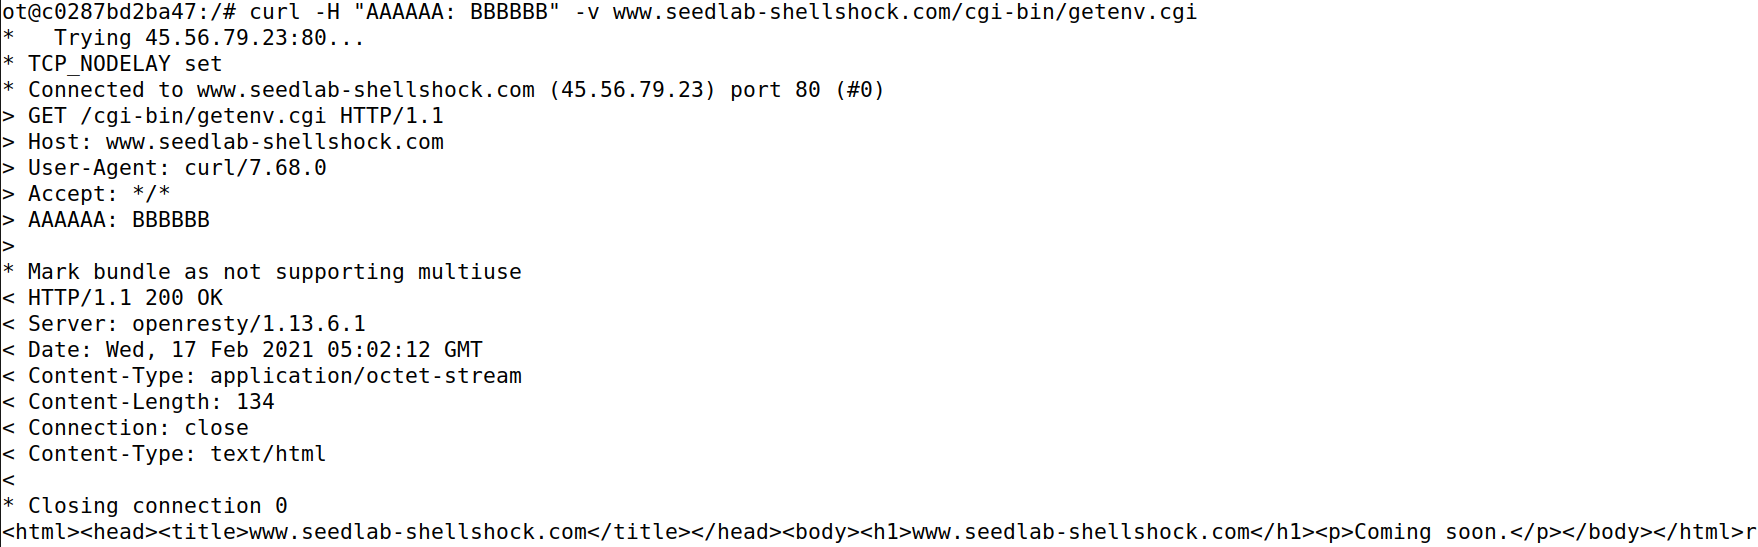 ot@c0287bd2ba47:/# curl -H "AAAAAA: BBBBBB" -v www.seedlab-shellshock.com/cgi-bin/getenv.cgi
*   Trying 45.56.79.23:80...
* TCP_NODELAY set
* Connected to www.seedlab-shellshock.com (45.56.79.23) port 80 (#0)
> GET /cgi-bin/getenv.cgi HTTP/1.1
> Host: www.seedlab-shellshock.com
> User-Agent: curl/7.68.0
> Accept: */*
> AAAAAA: BBBBBB
>
* Mark bundle as not supporting multiuse
< HTTP/1.1 200 OK
< Server: openresty/1.13.6.1
< Date: Wed, 17 Feb 2021 05:02:12 GMT
< Content-Type: application/octet-stream
< Content-Length: 134
< Connection: close
< Content-Type: text/html
<
* Closing connection 0
<html><head><title>www.seedlab-shellshock.com</title></head><body><h1>www.seedlab-shellshock.com</h1><p>Coming soon.</p></body></html>r